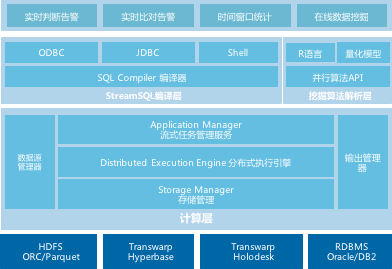 实时判断告警
实时比对告警
时间窗口统计
在线数据挖掘
ODBC
JDBC
Shell
SQL Compiler 编译器
StreamSQL编译层
R语言
量化模型
并行算法API
挖掘算法解析层
数据源
管理器
Application Manager
流式任务管理服务
Distributed Execution Engine 分布式执行引擎
Storage Manager
存储管理
输出管理
器
计算层
HDFS
ORC/Parquet
Transwarp
Hyperbase
Transwarp
Holodesk
RDBMS
Oracle/DB2